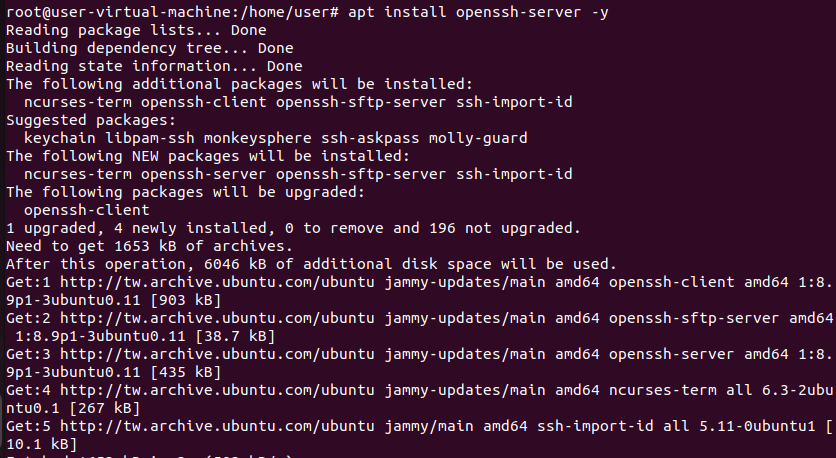 root@user-virtual-machine:/home/user# apt install openssh-server -y
Reading package lists... Done
Building dependency tree... Done
Reading state information... Done
The following additional packages will be installed:
  ncurses-term openssh-client openssh-sftp-server ssh-import-id
Suggested packages:
  keychain libpam-ssh monkeysphere ssh-askpass molly-guard
The following NEW packages will be installed:
  ncurses-term openssh-server openssh-sftp-server ssh-import-id
The following packages will be upgraded:
  openssh-client
1 upgraded, 4 newly installed, 0 to remove and 196 not upgraded.
Need to get 1653 kB of archives.
After this operation, 6046 kB of additional disk space will be used.
Get:1 http://tw.archive.ubuntu.com/ubuntu jammy-updates/main amd64 openssh-client amd64 1:8.
9p1-3ubuntu0.11 [903 kB]
Get:2 http://tw.archive.ubuntu.com/ubuntu jammy-updates/main amd64 openssh-sftp-server amd64
 1:8.9p1-3ubuntu0.11 [38.7 kB]
Get:3 http://tw.archive.ubuntu.com/ubuntu jammy-updates/main amd64 openssh-server amd64 1:8.
9p1-3ubuntu0.11 [435 kB]
Get:4 http://tw.archive.ubuntu.com/ubuntu jammy-updates/main amd64 ncurses-term all 6.3-2ubu
ntu0.1 [267 kB]
Get:5 http://tw.archive.ubuntu.com/ubuntu jammy/main amd64 ssh-import-id all 5.11-0ubuntu1 [
10.1 kB]